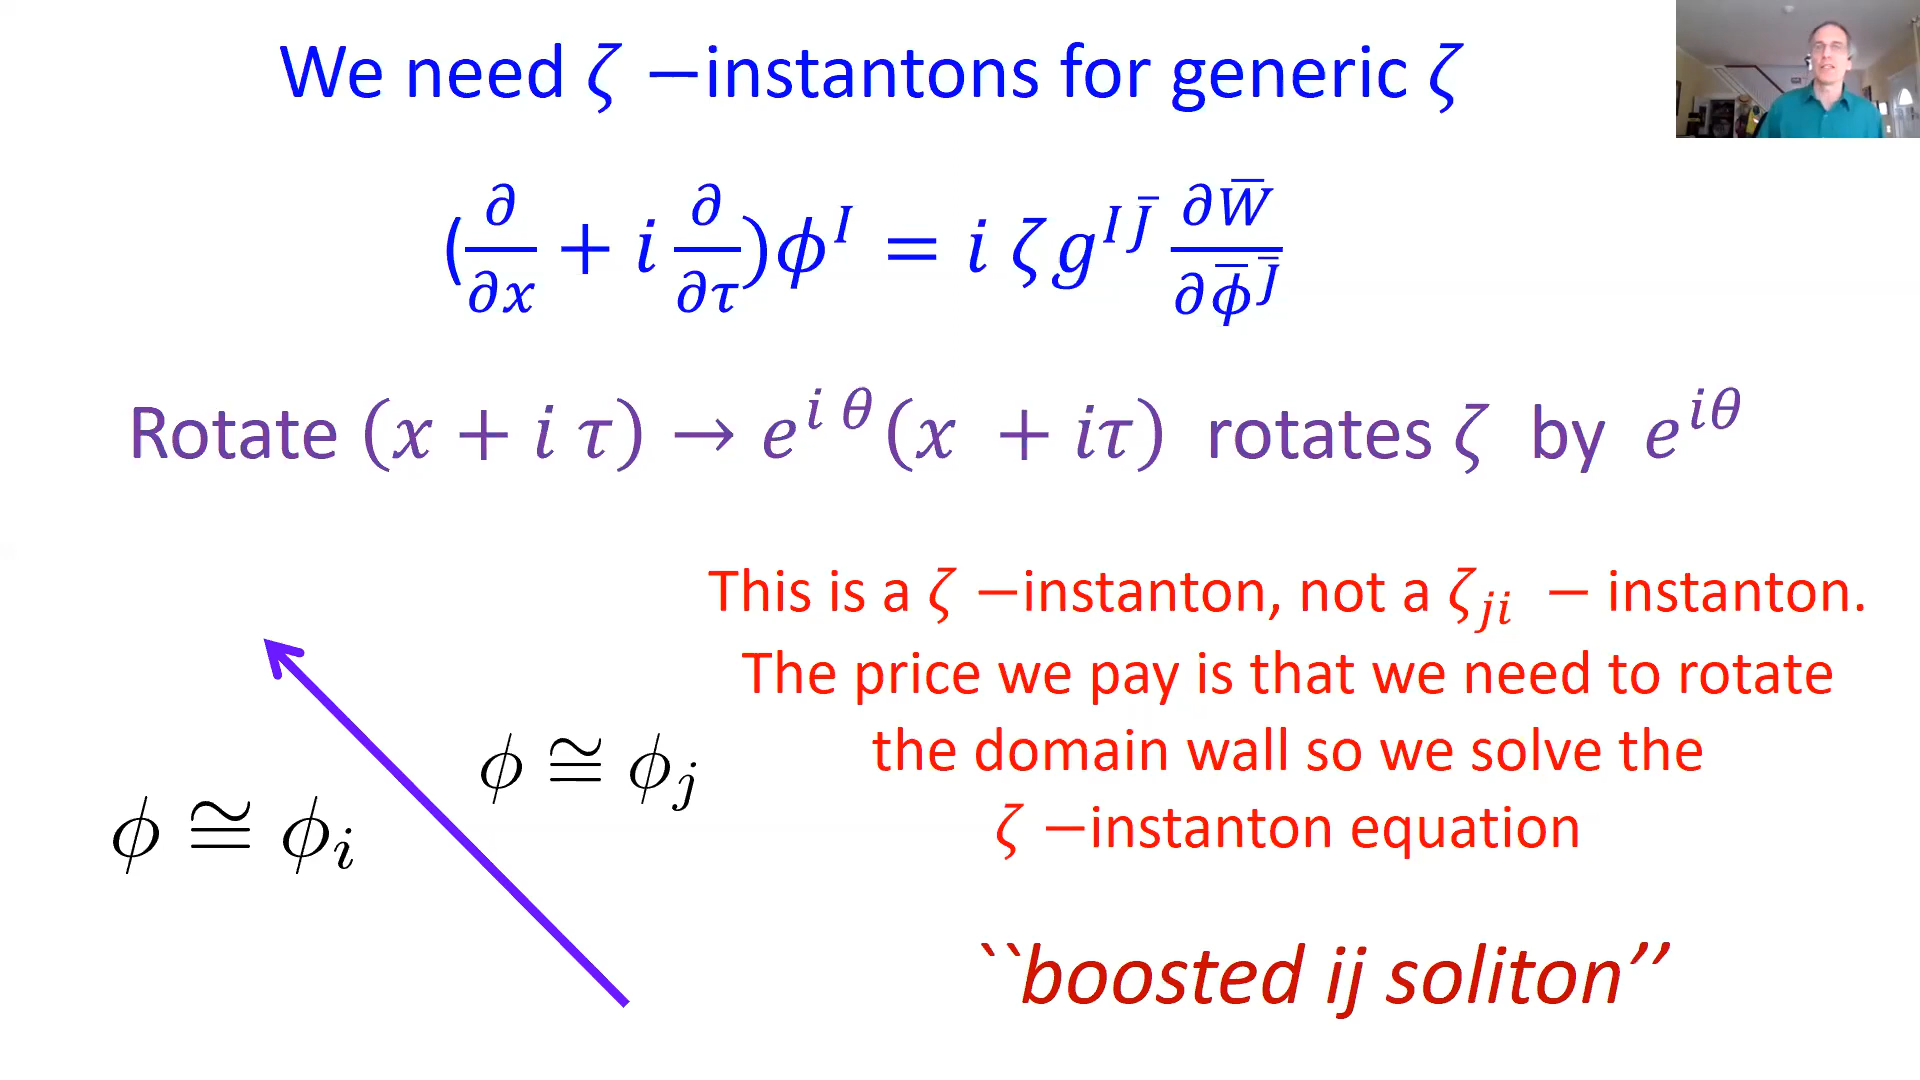 We need ζ −instantons for generic ζ
(∂/∂x + i ∂/∂τ)ϕ^I = i ζ g^{IJ̅} ∂W̅/∂ϕ̅^J̅
Rotate (x + i τ) → e^{i θ}(x + iτ) rotates ζ by e^{iθ}
This is a ζ −instanton, not a ζ_{ji} − instanton.
The price we pay is that we need to rotate
the domain wall so we solve the
ζ −instanton equation
ϕ ≅ ϕ_j
ϕ ≅ ϕ_i
``boosted ij soliton’’